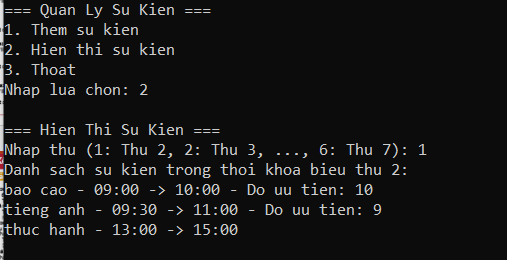 === Quan Ly Su Kien ===
1. Them su kien
2. Hien thi su kien
3. Thoat
Nhap lua chon: 2
=== Hien Thi Su Kien ===
Nhap thu (1: Thu 2, 2: Thu 3, ..., 6: Thu 7): 1
Danh sach su kien trong thoi khoa bieu thu 2:
bao cao - 09:00 -> 10:00 - Do uu tien: 10
tieng anh - 09:30 -> 11:00 - Do uu tien: 9
thuc hanh - 13:00 -> 15:00